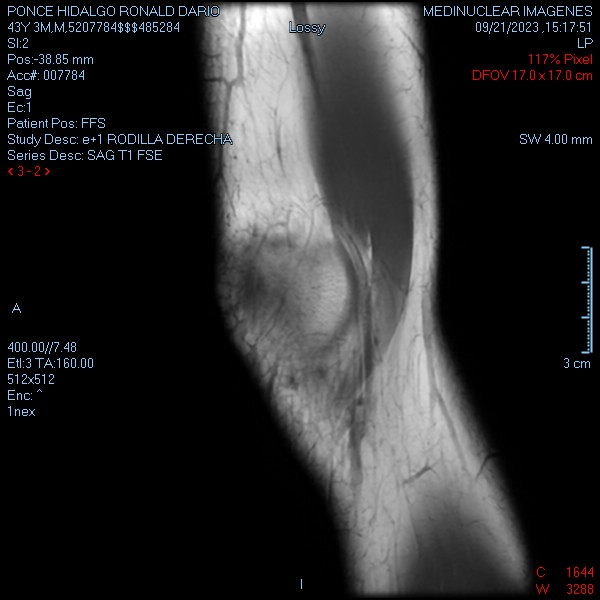 PONCE HIDALGO RONALD DARIO
43Y 3M,M,5207784$$$485284
Sl:2
Pos:-38.85 mm
Acc#: 007784
Sag
Ec:1
Patient Pos: FFS
Study Desc: e+1 RODILLA DERECHA
Series Desc: SAG T1 FSE
< 3 - 2 >
Lossy
MEDINUCLEAR IMAGENES
09/21/2023 ,15:17:51
LP
117% Pixel
DFOV 17.0 x 17.0 cm
SW 4.00 mm
A
3 cm
400.00//7.48
Etl:3 TA:160.00
512x512
Enc: ^
1nex
I
C 1644
W 3288